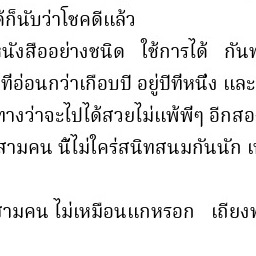 ก็นับว่าโชคดีแล้ว
หนังสืออย่างชนิด ใช้การได้ กัน
ที่อ่อนกว่าเกือบปี อยู่ปีที่หนึ่ง และ
ทางว่าจะไปได้สวยไม่แพ้พี่ๆ อีกสอ
สามคน นี้ไม่ใคร่สนิทสนมกันนัก เ
สามคน ไม่เหมือนแกหรอก เถียง